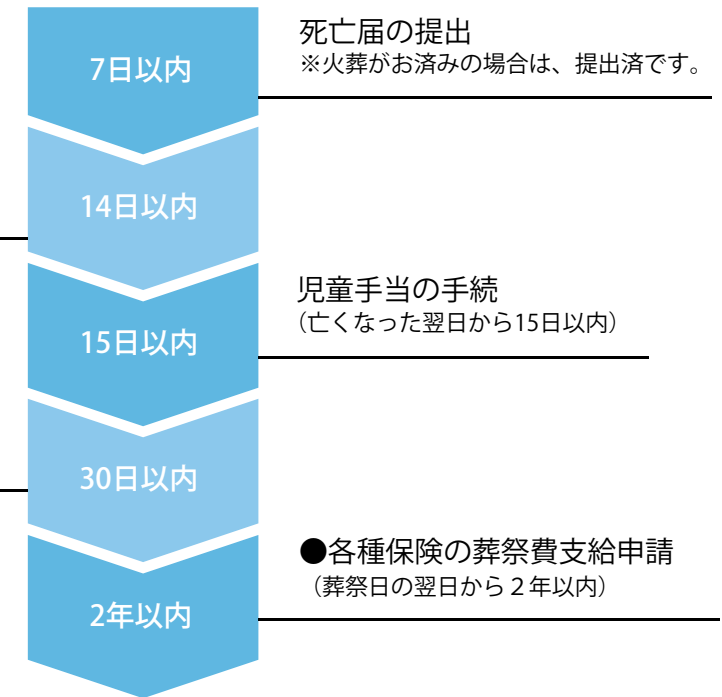 7日以内
死亡届の提出
※火葬がお済みの場合は、提出済です。
14日以内
15日以内
児童手当の手続
（亡くなった翌日から15日以内）
30日以内
2年以内
●各種保険の葬祭費支給申請
（葬祭日の翌日から２年以内）